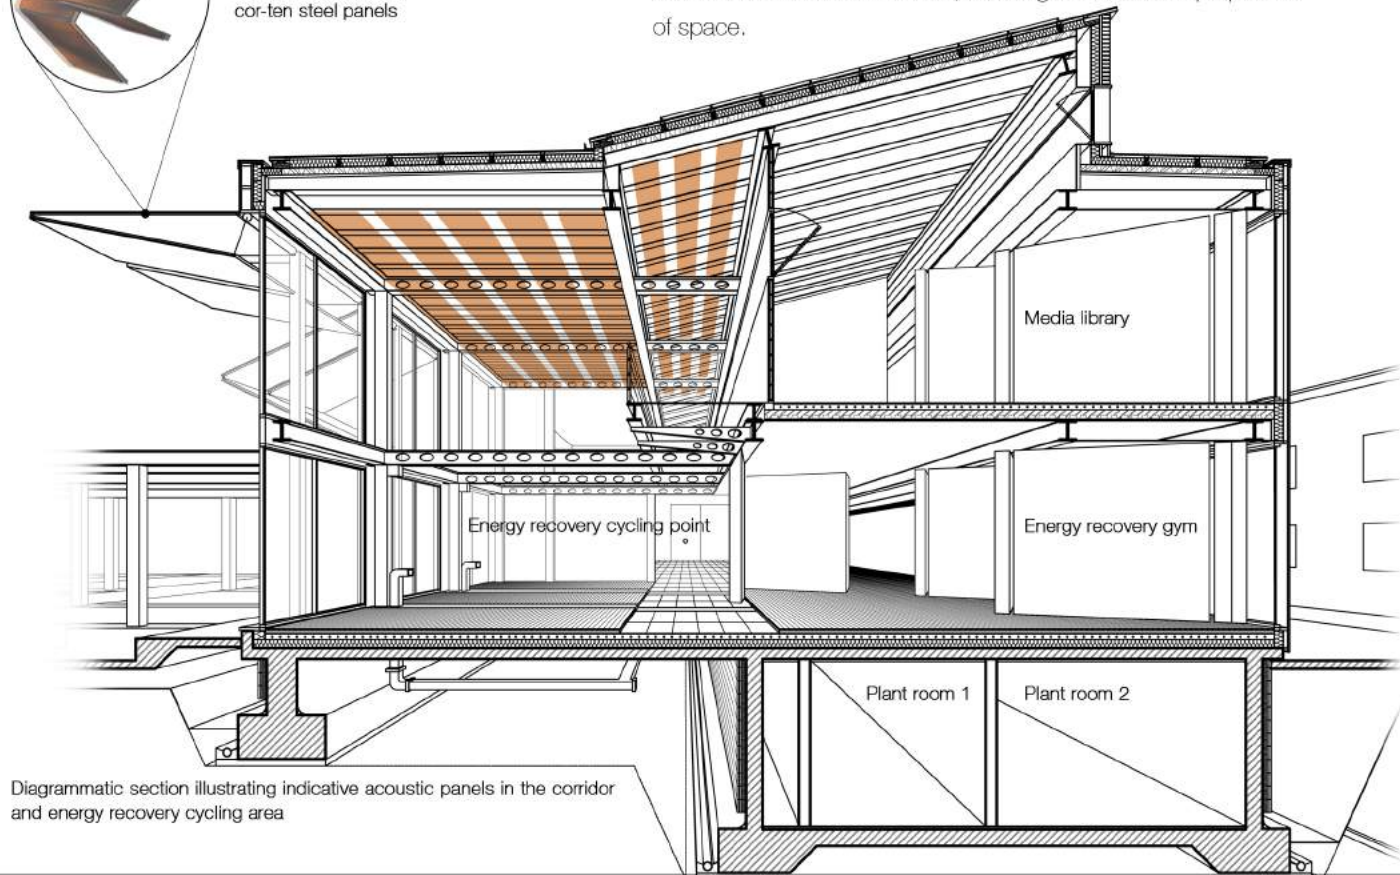 cor-ten steel panels
of space.
Media library
Energy recovery cycling point
Energy recovery gym
Plant room 1
Plant room 2
Diagrammatic section illustrating indicative acoustic panels in the corridor
and energy recovery cycling area